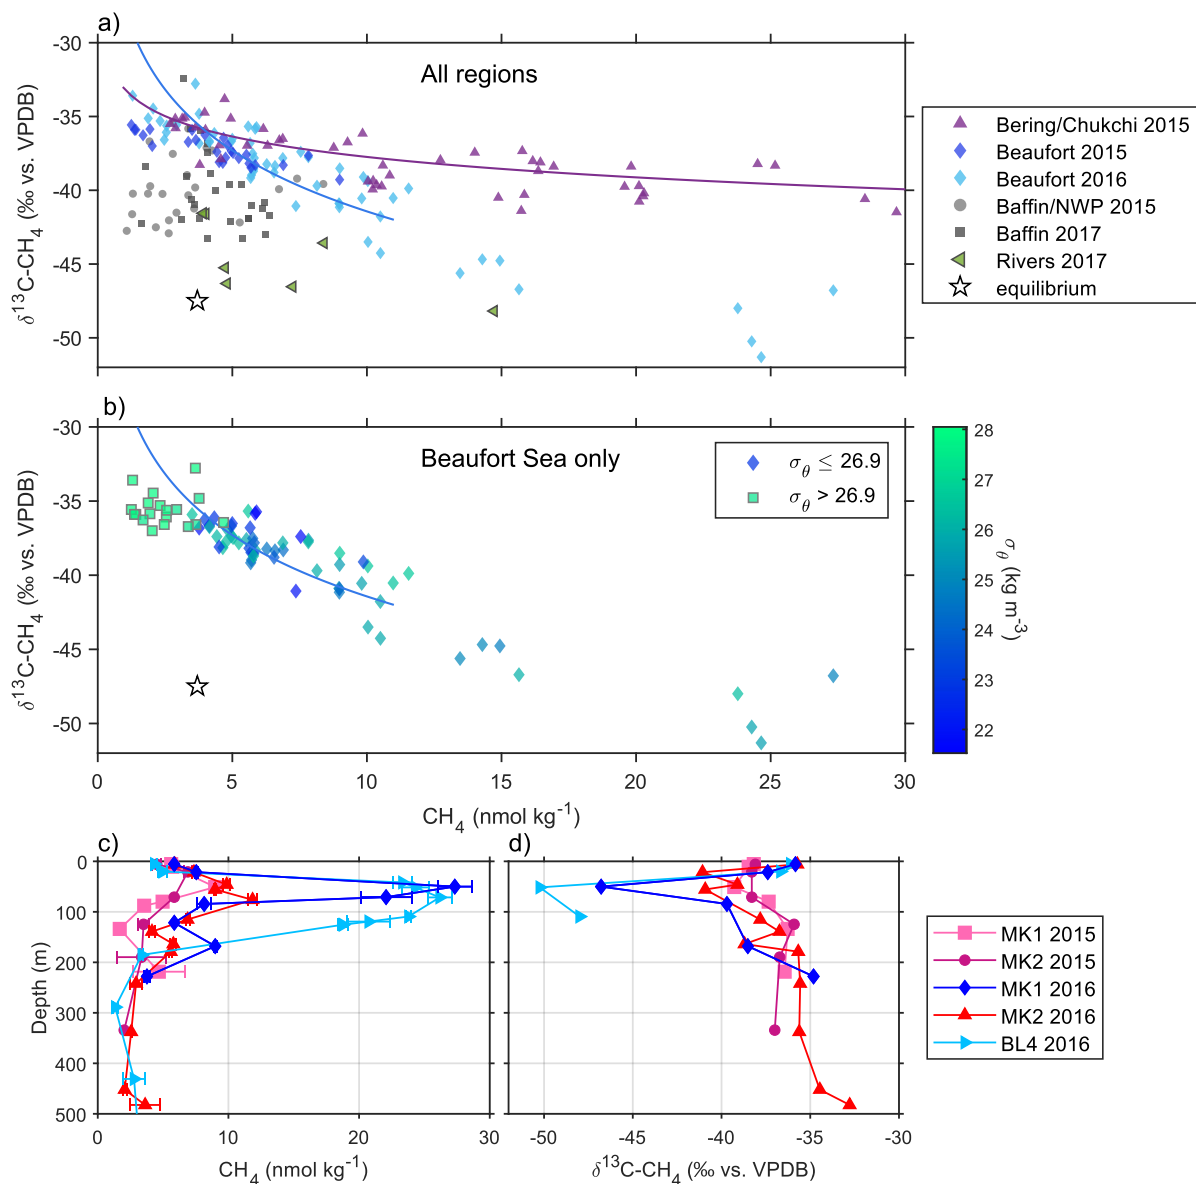 a)
All regions
-30
-35
-40
-45
-50
δ¹³C-CH₄ (‰ vs. VPDB)
Bering/Chukchi 2015
Beaufort 2015
Beaufort 2016
Baffin/NWP 2015
Baffin 2017
Rivers 2017
equilibrium
b)
Beaufort Sea only
-30
-35
-40
-45
-50
δ¹³C-CH₄ (‰ vs. VPDB)
σ_θ ≤ 26.9
σ_θ > 26.9
0 5 10 15 20 25 30
CH₄ (nmol kg⁻¹)
28
27
26
25
24
23
22
σ_θ (kg m⁻³)
c)
0
100
200
300
400
500
Depth (m)
0 10 20 30
CH₄ (nmol kg⁻¹)
d)
-50 -45 -40 -35 -30
δ¹³C-CH₄ (‰ vs. VPDB)
MK1 2015
MK2 2015
MK1 2016
MK2 2016
BL4 2016